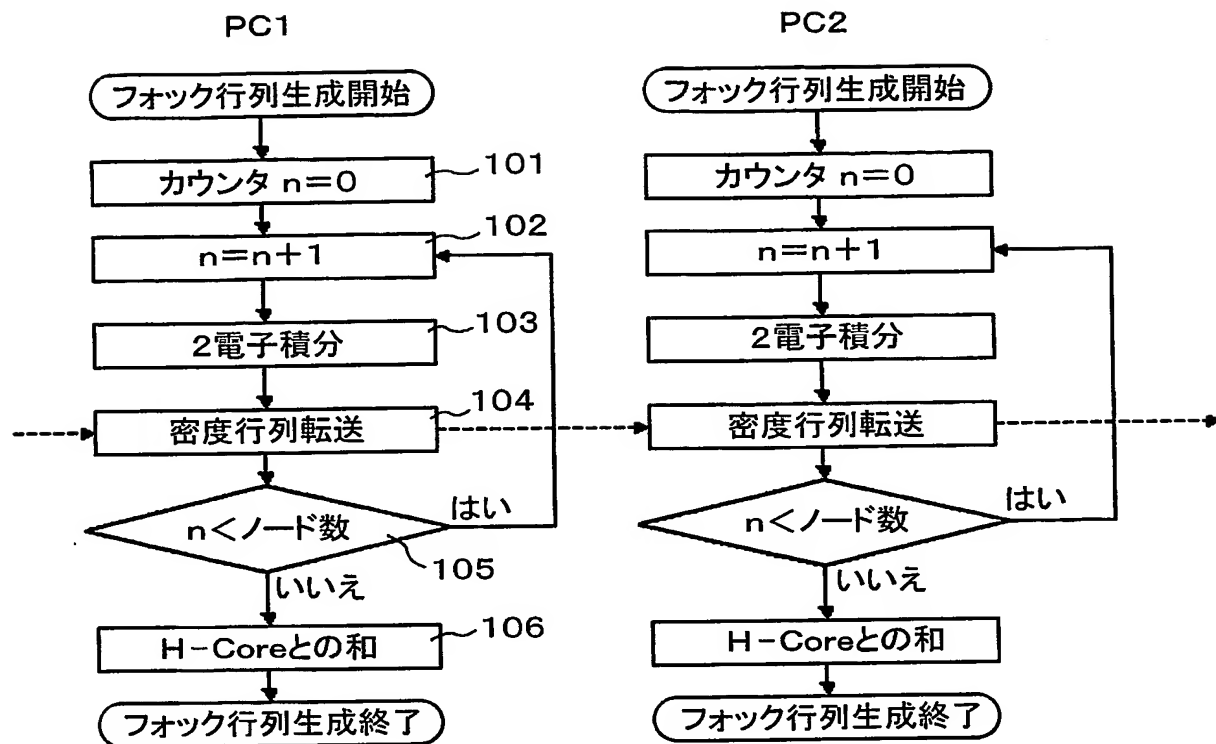 PC1
フォック行列生成開始
カウンタ n=0
101
n=n+1
102
2電子積分
103
密度行列転送
104
n<ノード数
はい
105
いいえ
H-Coreとの和
106
フォック行列生成終了
PC2
フォック行列生成開始
カウンタ n=0
n=n+1
2電子積分
密度行列転送
n<ノード数
はい
いいえ
H-Coreとの和
フォック行列生成終了